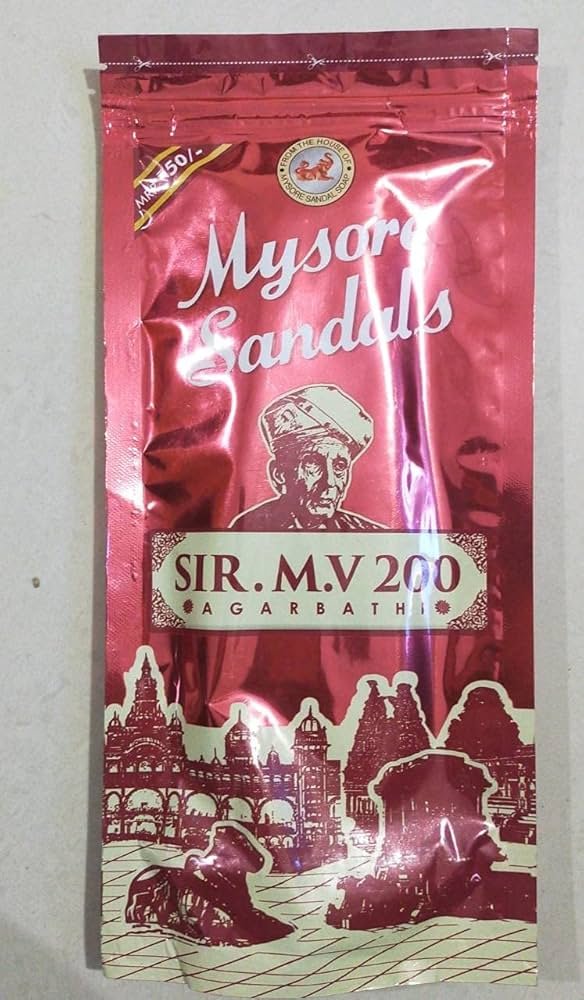 FROM THE HOUSE OF
MYSORE SANDAL SOAP
Mysore
Sandals
SIR. M.V 200
AGARBATHI